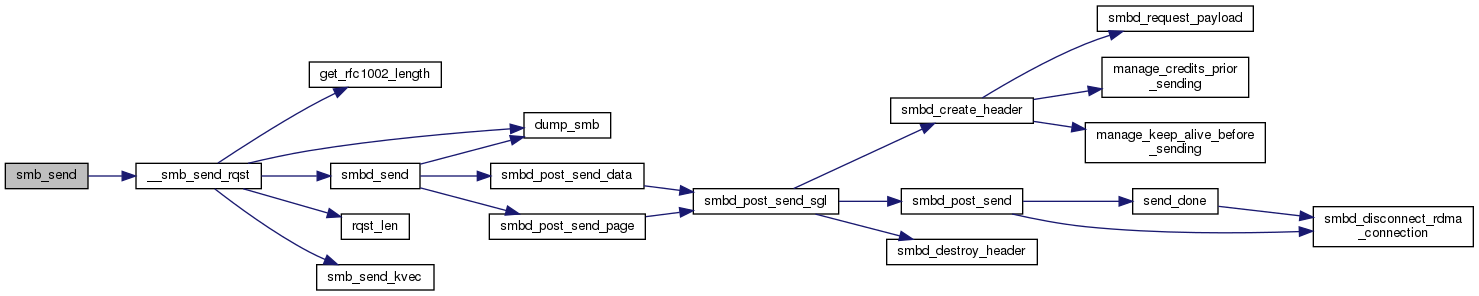 smb_send
__smb_send_rqst
get_rfc1002_length
dump_smb
smbd_send
rqst_len
smb_send_kvec
smbd_post_send_data
smbd_post_send_page
smbd_post_send_sgl
smbd_create_header
smbd_post_send
smbd_destroy_header
smbd_request_payload
manage_credits_prior
_sending
manage_keep_alive_before
_sending
send_done
smbd_disconnect_rdma
_connection